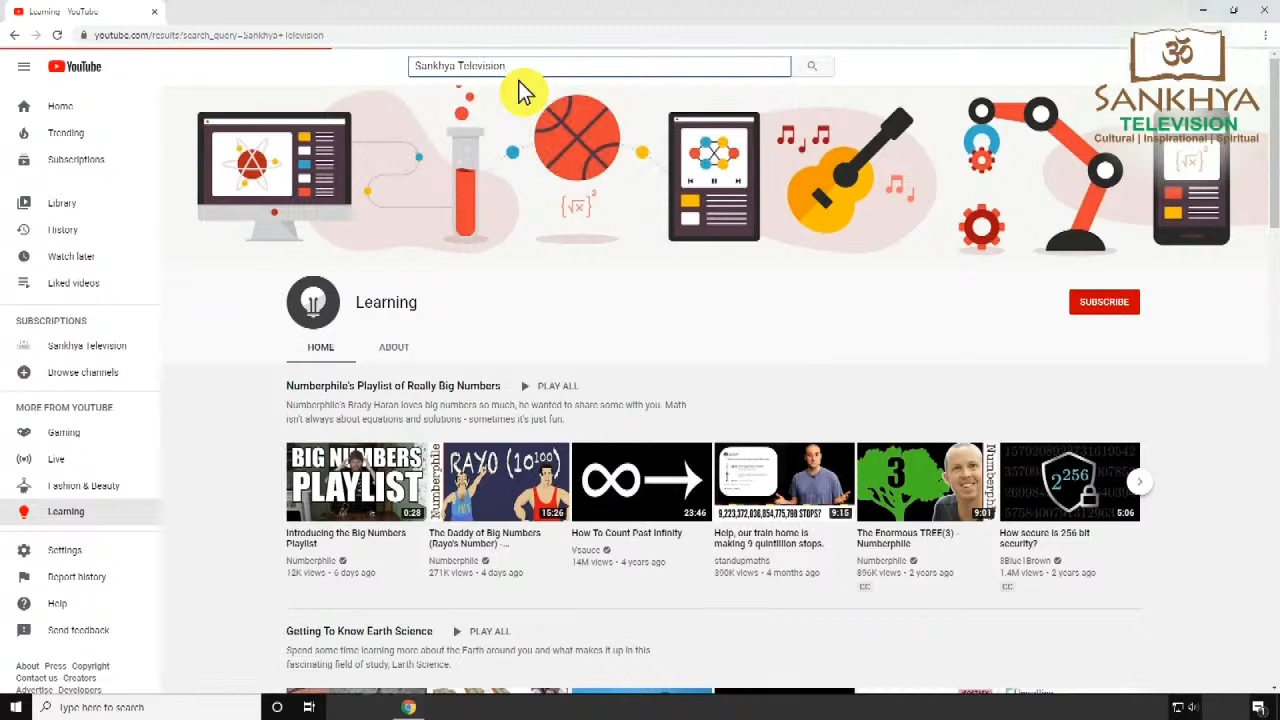 Learning - YouTube
youtube.com/results?search_query=Sankhya+Television
YouTube
Sankhya Television
ॐ
SANKHYA
TELEVISION
Cultural | Inspirational | Spiritual
Home
Trending
Subscriptions
Library
History
Watch later
Liked videos
SUBSCRIPTIONS
Sankhya Television
Browse channels
MORE FROM YOUTUBE
Gaming
Live
Fashion & Beauty
Learning
Settings
Report history
Help
Send feedback
About Press Copyright
Contact us Creators
Advertise Developers
Learning
SUBSCRIBE
HOME ABOUT
Numberphile's Playlist of Really Big Numbers PLAY ALL
Numberphile's Brady Haran loves big numbers so much, he wanted to share some with you. Math
isn't always about equations and solutions - sometimes it's just fun.
BIG NUMBERS
PLAYLIST
0:28
Introducing the Big Numbers
Playlist
Numberphile
12K views • 6 days ago
Numberphile
RAYO (10¹⁰⁰)
15:26
The Daddy of Big Numbers
(Rayo's Number) -...
Numberphile
271K views • 4 days ago
∞
23:46
How To Count Past Infinity
Vsauce
14M views • 4 years ago
9,223,372,036,854,775,798 STOPS?
9:15
Help, our train home is
making 9 quintillion stops.
standupmaths
390K views • 4 months ago
3
Numberphile
9:01
The Enormous TREE(3) -
Numberphile
Numberphile
896K views • 2 years ago
CC
2²⁵⁶
5:06
How secure is 256 bit
security?
3Blue1Brown
1.4M views • 2 years ago
CC
Getting To Know Earth Science PLAY ALL
Spend some time learning more about the Earth around you and what makes it up in this
fascinating field of study, Earth Science.
Type here to search